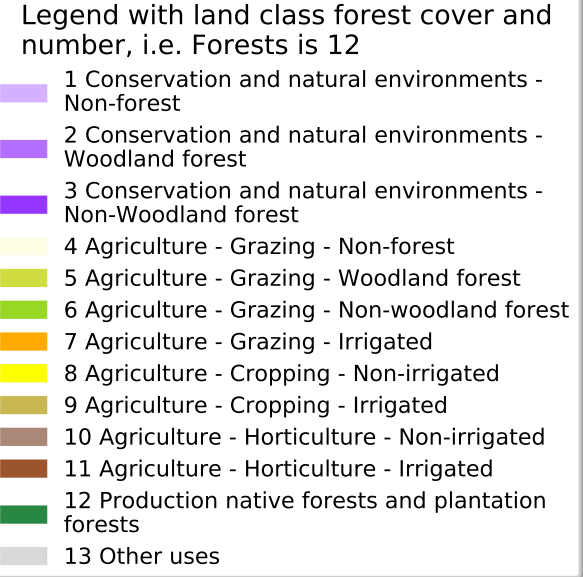 Legend with land class forest cover and
number, i.e. Forests is 12
1 Conservation and natural environments -
Non-forest
2 Conservation and natural environments -
Woodland forest
3 Conservation and natural environments -
Non-Woodland forest
4 Agriculture - Grazing - Non-forest
5 Agriculture - Grazing - Woodland forest
6 Agriculture - Grazing - Non-woodland forest
7 Agriculture - Grazing - Irrigated
8 Agriculture - Cropping - Non-irrigated
9 Agriculture - Cropping - Irrigated
10 Agriculture - Horticulture - Non-irrigated
11 Agriculture - Horticulture - Irrigated
12 Production native forests and plantation
forests
13 Other uses